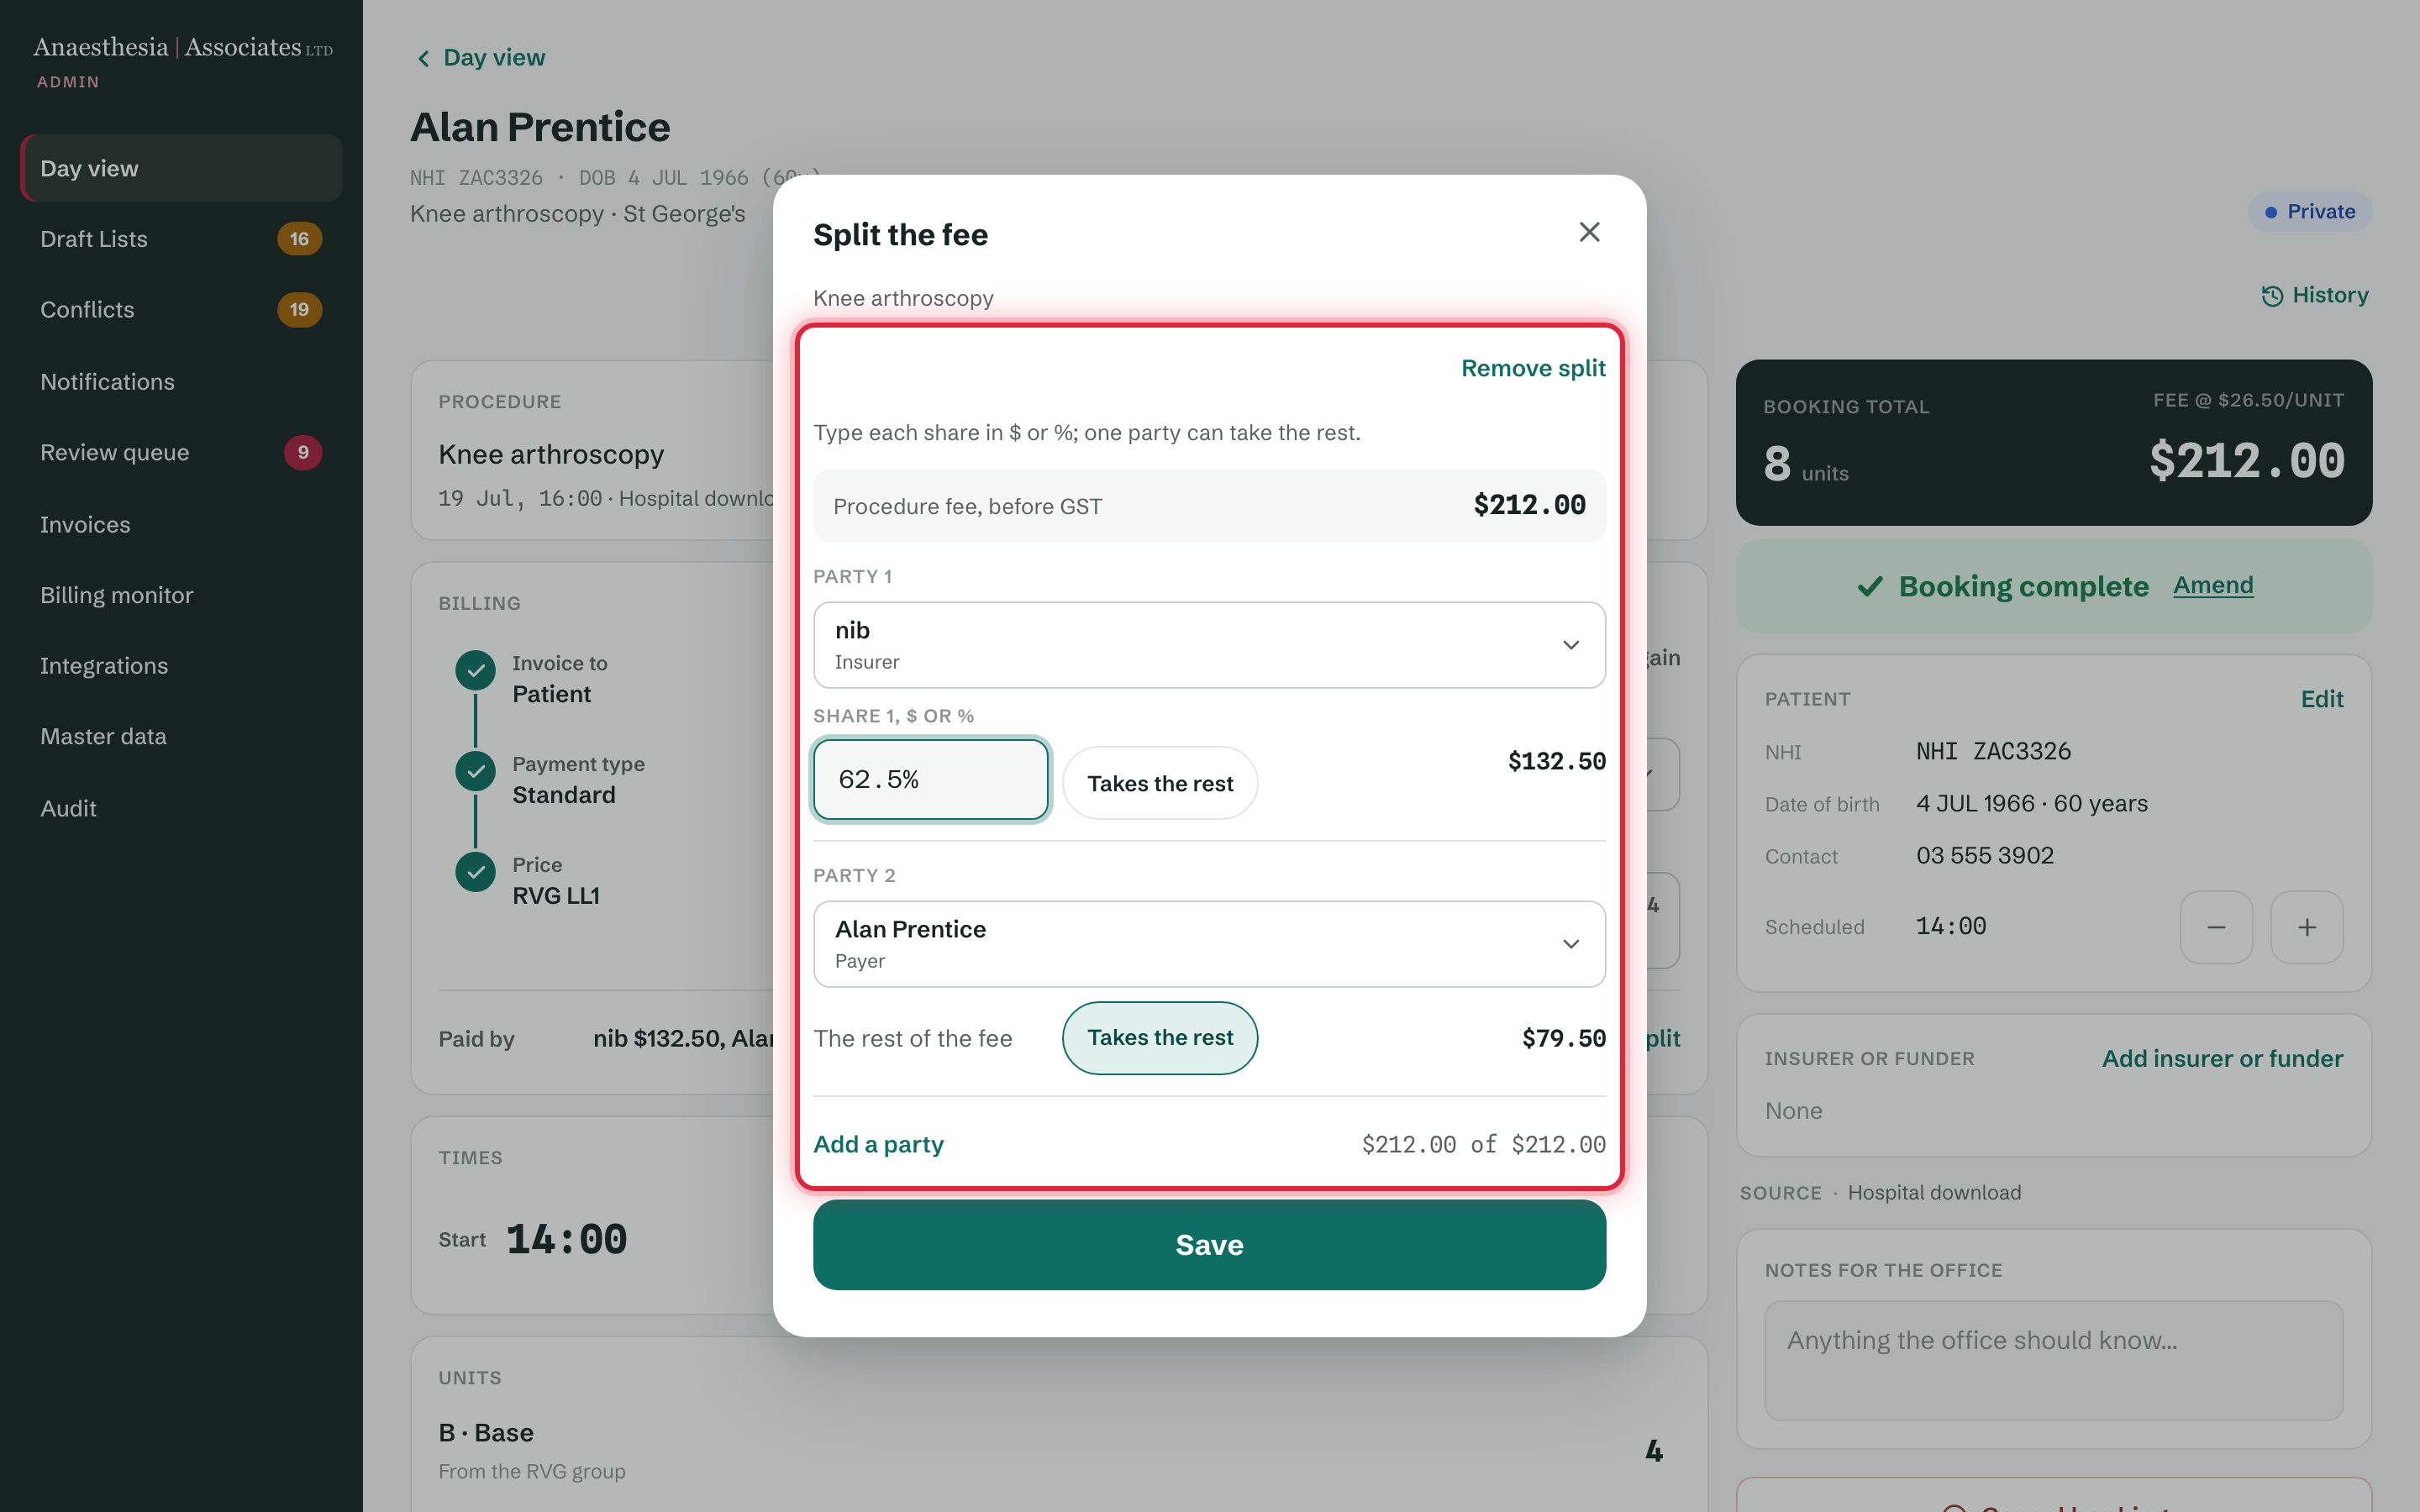 Anaesthesia | Associates LTD
ADMIN
Day view
Draft Lists 16
Conflicts 19
Notifications
Review queue 9
Invoices
Billing monitor
Integrations
Master data
Audit
Day view
Alan Prentice
NHI ZAC3326 · DOB 4 JUL 1966
Knee arthroscopy · St George's
Private
History
PROCEDURE
Knee arthroscopy
19 Jul, 16:00 · Hospital
BILLING
Invoice to
Patient
Payment type
Standard
Price
RVG LL1
Paid by nib $132.50,
TIMES
Start 14:00
UNITS
B · Base
From the RVG group
4
Split the fee
Knee arthroscopy
Remove split
Type each share in $ or %; one party can take the rest.
Procedure fee, before GST $212.00
PARTY 1
nib
Insurer
SHARE 1, $ OR %
62.5% Takes the rest $132.50
PARTY 2
Alan Prentice
Payer
The rest of the fee Takes the rest $79.50
Add a party $212.00 of $212.00
Save
BOOKING TOTAL FEE @ $26.50/UNIT
8 units $212.00
Booking complete Amend
PATIENT Edit
NHI NHI ZAC3326
Date of birth 4 JUL 1966 · 60 years
Contact 03 555 3902
Scheduled 14:00 − +
INSURER OR FUNDER Add insurer or funder
None
SOURCE · Hospital download
NOTES FOR THE OFFICE
Anything the office should know...